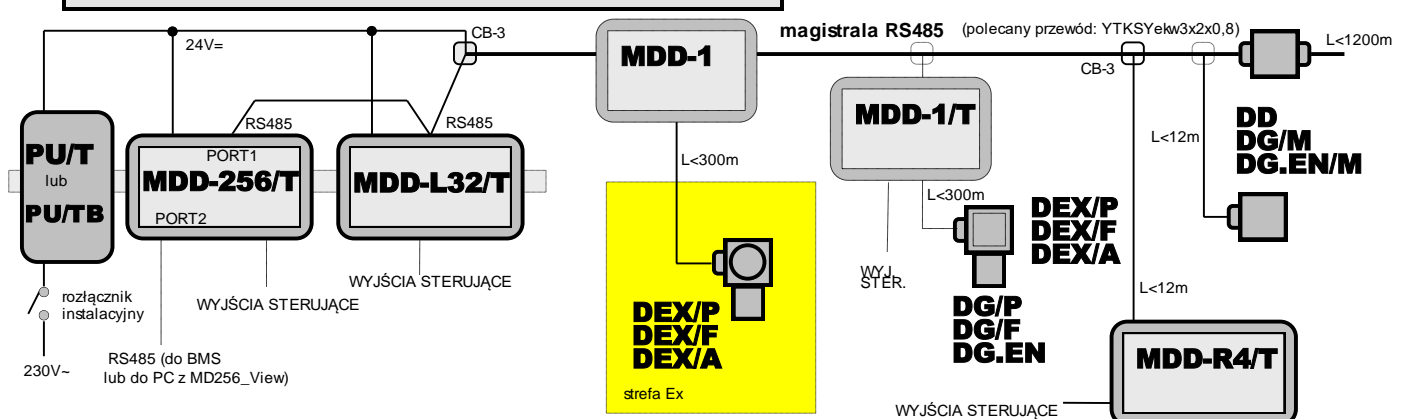 24V=
CB-3
magistrala RS485 (polecany przewód: YTKSYekw3x2x0,8)
L<1200m
CB-3
MDD-1
MDD-1/T
RS485
RS485
PU/T
lub
PU/TB
PORT1
MDD-256/T
PORT2
MDD-L32/T
L<300m
L<12m
DD
DG/M
DG.EN/M
L<300m
DEX/P
DEX/F
DEX/A
WYJ.
STER.
DG/P
DG/F
DG.EN
L<12m
WYJŚCIA STERUJĄCE
WYJŚCIA STERUJĄCE
rozłącznik
instalacyjny
230V~
RS485 (do BMS
lub do PC z MD256_View)
DEX/P
DEX/F
DEX/A
strefa Ex
MDD-R4/T
WYJŚCIA STERUJĄCE